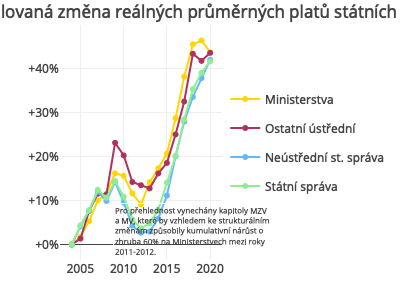 lovaná změna reálných průměrných platů státních
+40%
+30%
+20%
+10%
+0%
2005 2010 2015 2020
Ministerstva
Ostatní ústřední
Neústřední st. správa
Státní správa
Pro přehlednost vynechány kapitoly MZV
a MV, které by vzhledem ke strukturálním
změnám způsobily kumulativní nárůst o
zhruba 60% na Ministerstvech mezi roky
2011-2012.